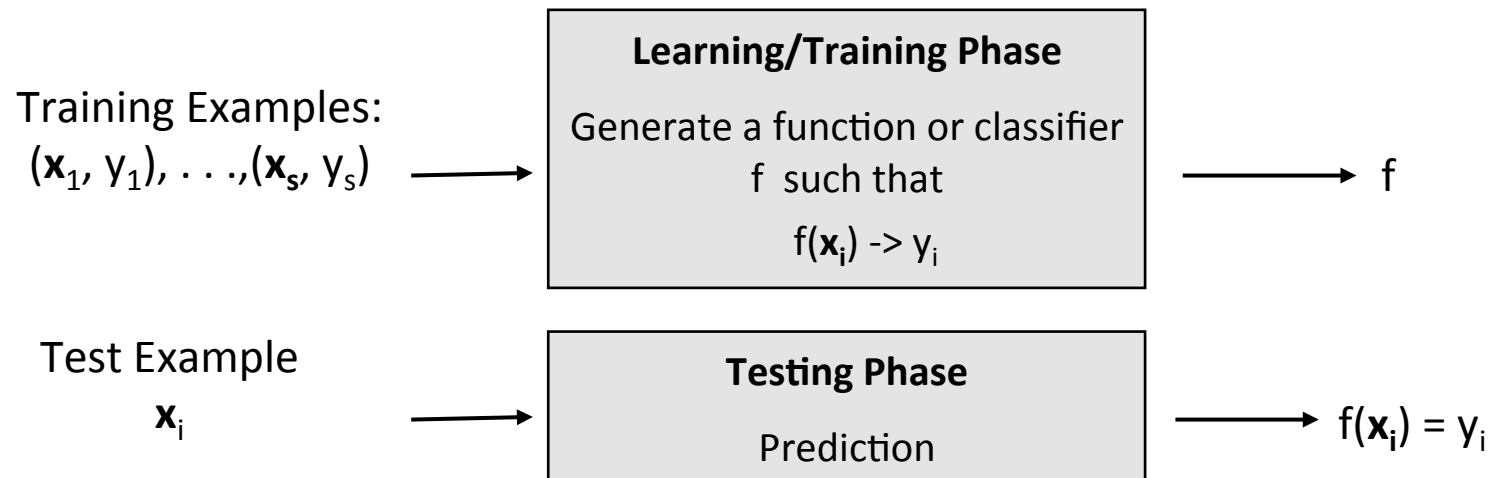 Learning/Training Phase
Training Examples:
(x₁, y₁), . . .,(xₛ, yₛ)
Generate a function or classifier
f such that
f(xᵢ) -> yᵢ
f
Test Example
xᵢ
Testing Phase
Prediction
f(xᵢ) = yᵢ